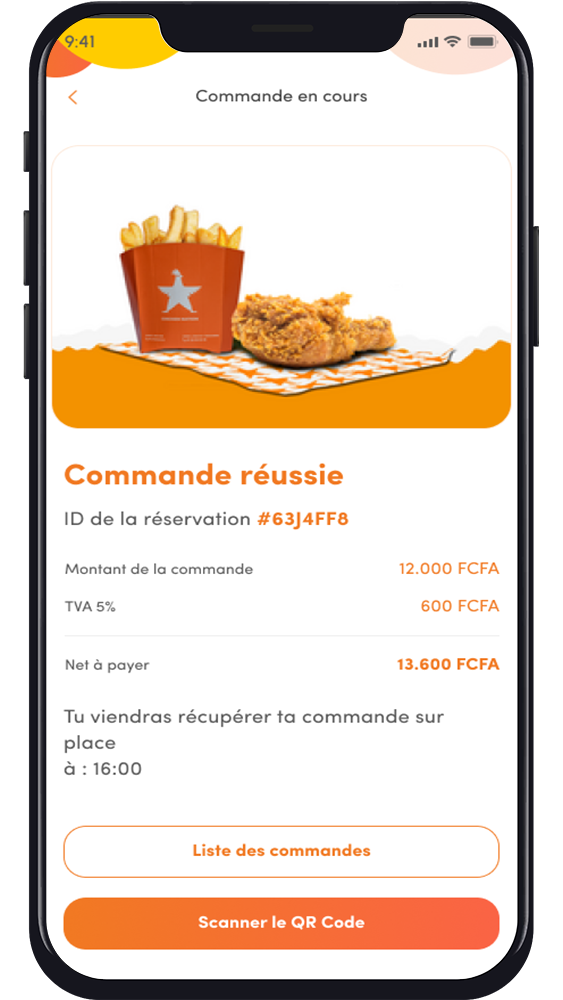 9:41
Commande en cours
Commande réussie
ID de la réservation #63J4FF8
Montant de la commande 12.000 FCFA
TVA 5% 600 FCFA
Net à payer 13.600 FCFA
Tu viendras récupérer ta commande sur
place
à : 16:00
Liste des commandes
Scanner le QR Code